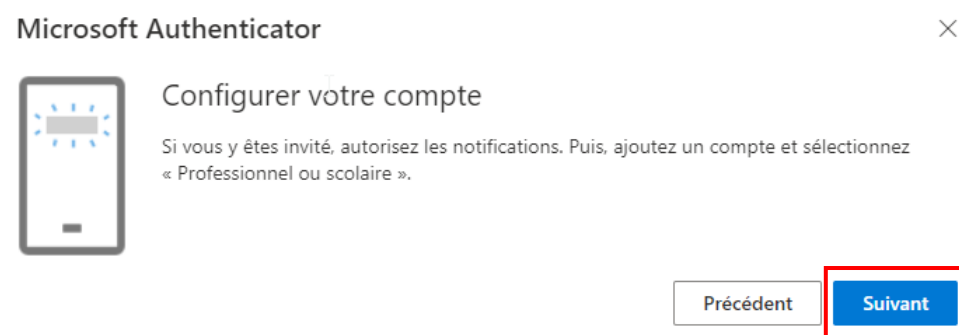 Microsoft Authenticator
Configurer votre compte
Si vous y êtes invité, autorisez les notifications. Puis, ajoutez un compte et sélectionnez
« Professionnel ou scolaire ».
Précédent
Suivant